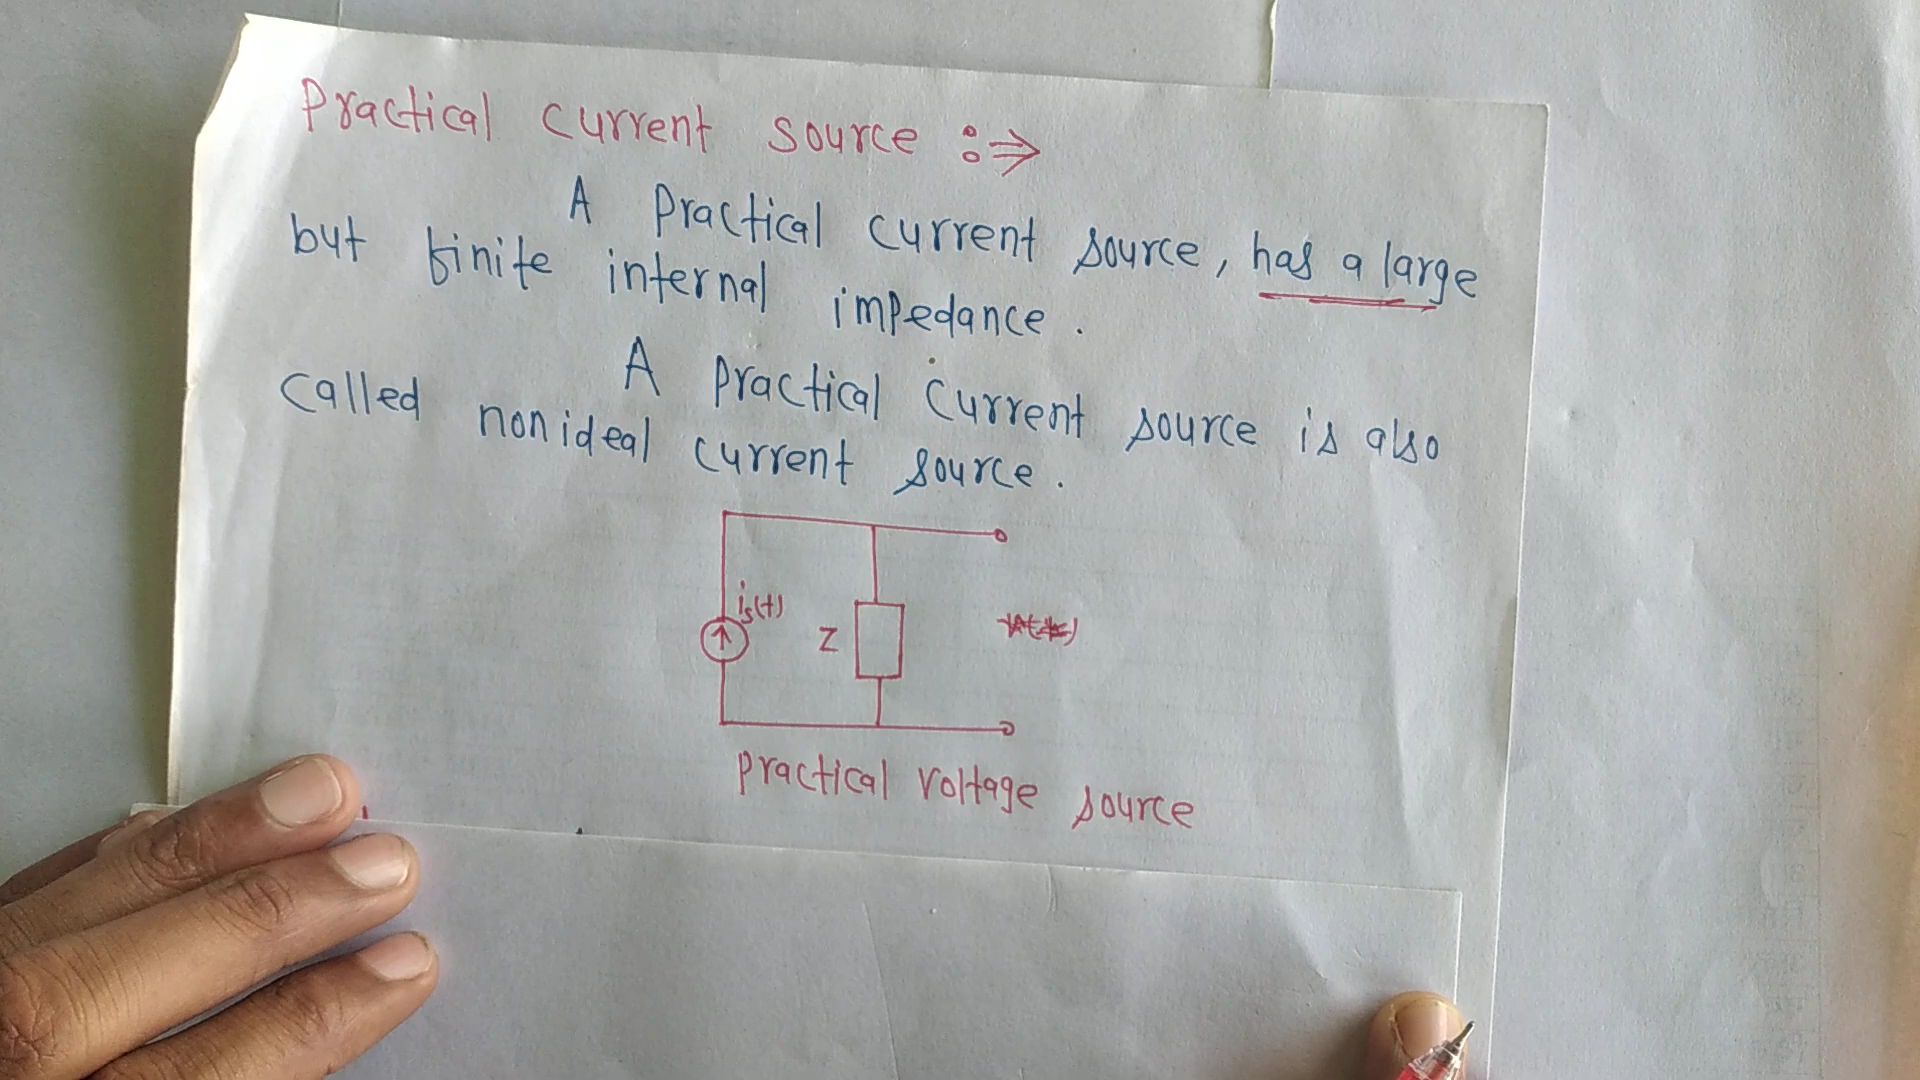 Practical current source :⇒
A practical current source, has a large
but finite internal impedance.
A practical current source is also
called nonideal current source.
is(t)
Z
practical voltage source